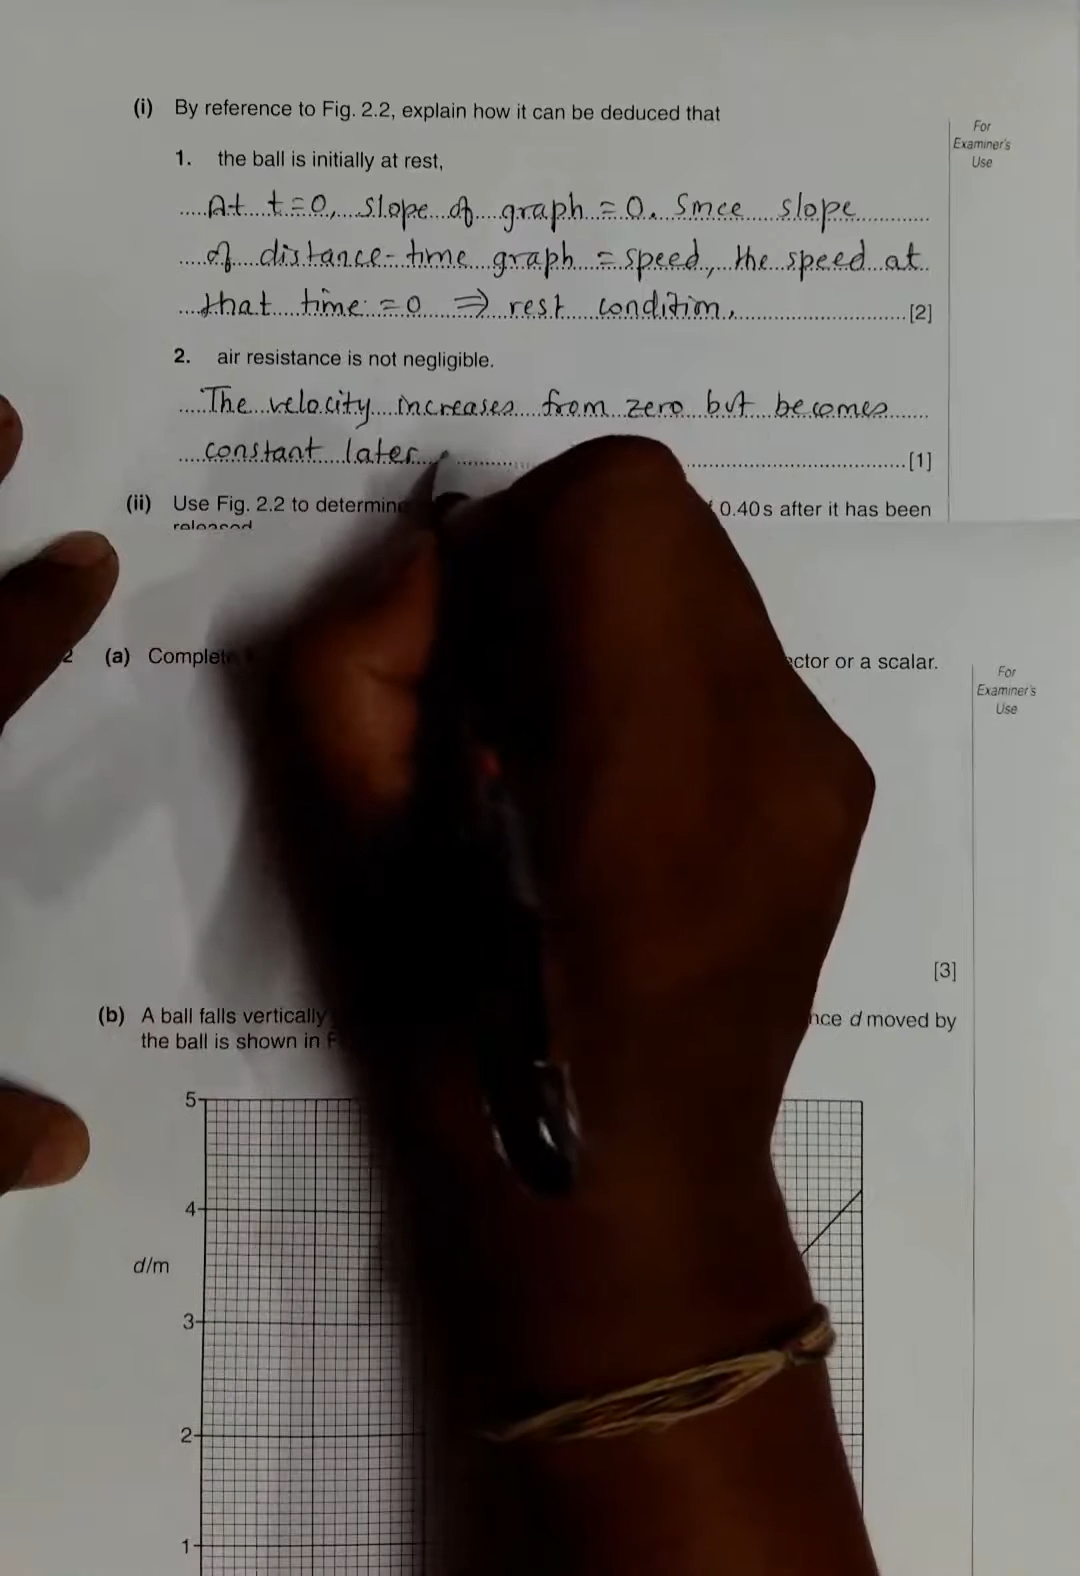 (i) By reference to Fig. 2.2, explain how it can be deduced that
For
Examiner's
Use
1. the ball is initially at rest,
At t=0, slope of graph = 0. Since slope
of distance-time graph = speed, the speed at
that time = 0 ⇒ rest condition. [2]
2. air resistance is not negligible.
The velocity increases from zero but becomes
constant later [1]
(ii) Use Fig. 2.2 to determine 0.40 s after it has been
released
2 (a) Complete ector or a scalar.
For
Examiner's
Use
[3]
(b) A ball falls vertically nce d moved by
the ball is shown in F
5
4
d/m
3
2
1